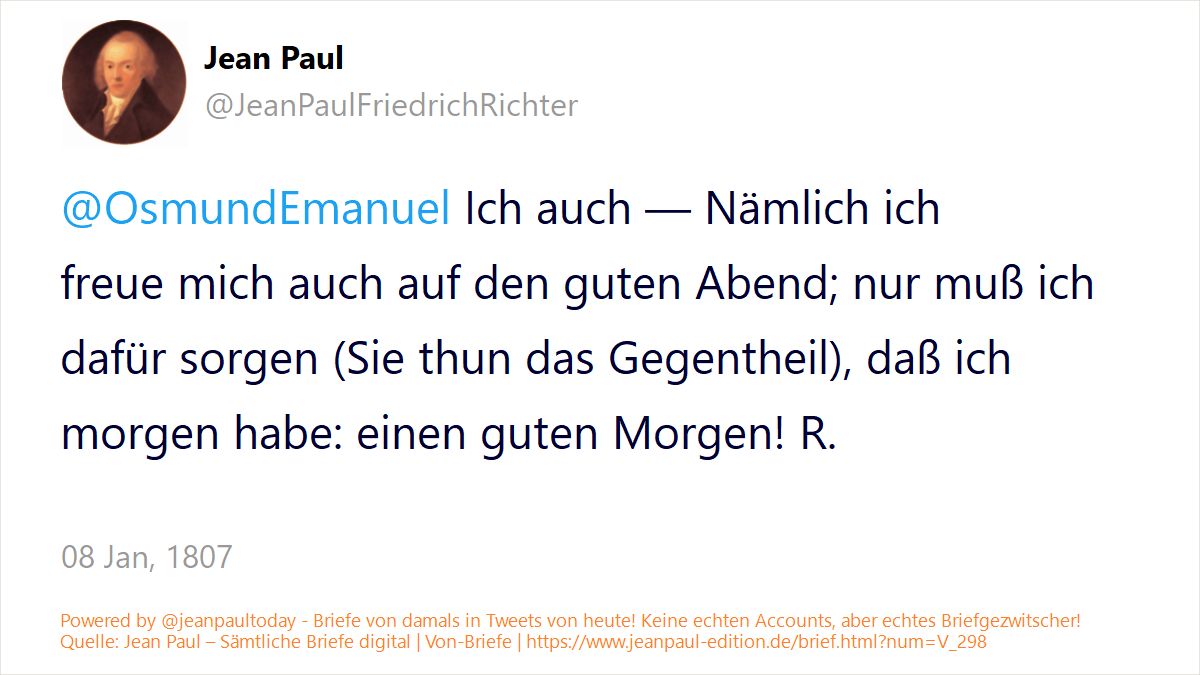 Jean Paul
@JeanPaulFriedrichRichter
@OsmundEmanuel Ich auch — Nämlich ich
freue mich auch auf den guten Abend; nur muß ich
dafür sorgen (Sie thun das Gegentheil), daß ich
morgen habe: einen guten Morgen! R.
08 Jan, 1807
Powered by @jeanpaultoday - Briefe von damals in Tweets von heute! Keine echten Accounts, aber echtes Briefgezwitscher!
Quelle: Jean Paul – Sämtliche Briefe digital | Von-Briefe | https://www.jeanpaul-edition.de/brief.html?num=V_298